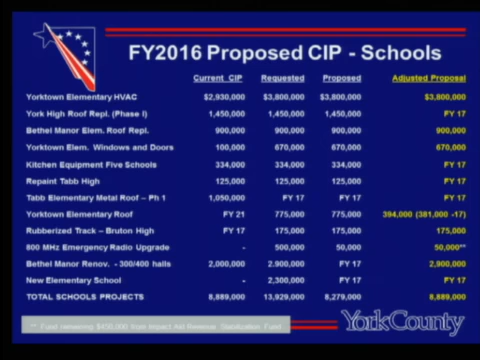 FY2016 Proposed CIP - Schools
Current CIP Requested Proposed Adjusted Proposal
Yorktown Elementary HVAC $2,930,000 $3,800,000 $3,800,000 $3,800,000
York High Roof Repl. (Phase I) 1,450,000 1,450,000 1,450,000 FY 17
Bethel Manor Elem. Roof Repl. 900,000 900,000 900,000 900,000
Yorktown Elem. Windows and Doors 100,000 670,000 670,000 670,000
Kitchen Equipment Five Schools 334,000 334,000 334,000 FY 17
Repaint Tabb High 125,000 125,000 125,000 FY 17
Tabb Elementary Metal Roof – Ph 1 1,050,000 FY 17 FY 17 FY 17
Yorktown Elementary Roof FY 21 775,000 775,000 394,000 (381,000 -17)
Rubberized Track – Bruton High FY 17 175,000 175,000 175,000
800 MHz Emergency Radio Upgrade - 500,000 50,000 50,000**
Bethel Manor Renov. - 300/400 halls 2,000,000 2,900,000 FY 17 2,900,000
New Elementary School - 2,300,000 FY 17 FY 17
TOTAL SCHOOLS PROJECTS 8,889,000 13,929,000 8,279,000 8,889,000
** Fund remaining $450,000 from Impact Aid Revenue Stabilization Fund
York County